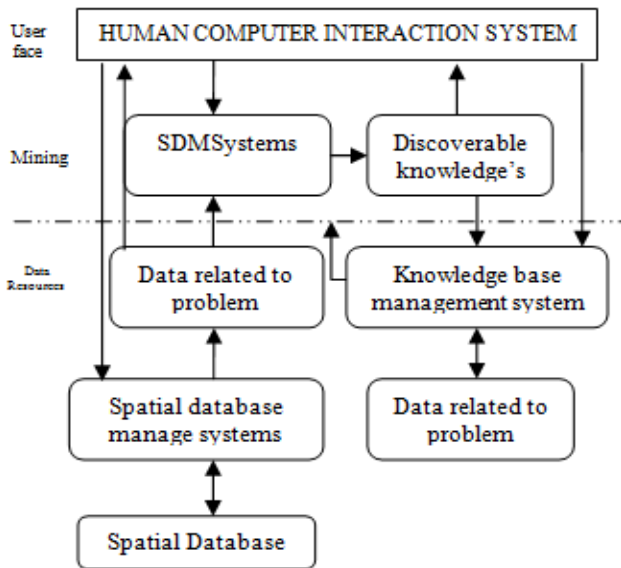 User
face
HUMAN COMPUTER INTERACTION SYSTEM
Mining
SDMSystems
Discoverable
knowledge's
Data
Resources
Data related to
problem
Knowledge base
management system
Spatial database
manage systems
Data related to
problem
Spatial Database